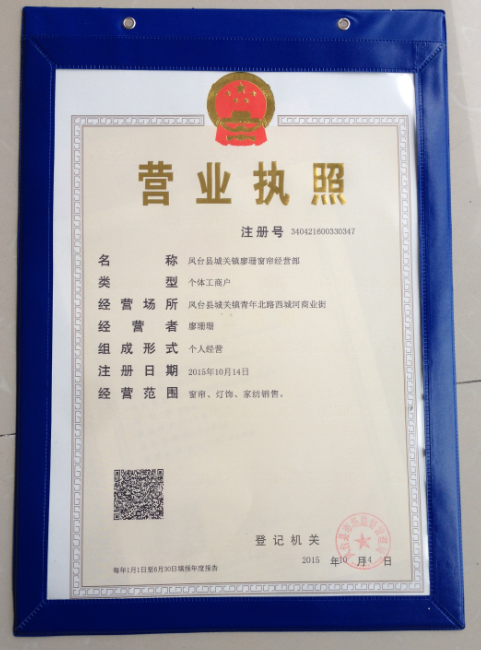 营业执照
注册号 340421600330347
名称 凤台县城关镇廖珊窗帘经营部
类型 个体工商户
经营场所 凤台县城关镇青年北路西城河商业街
经营者 廖珊珊
组成形式 个人经营
注册日期 2015年10月14日
经营范围 窗帘、灯饰、家纺销售。
登记机关
2015 年10 月 4 日
每年1月1日至6月30日填报年度报告